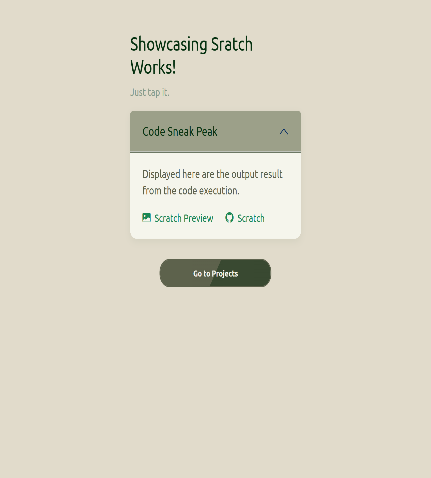 Showcasing Sratch
Works!
Just tap it.
Code Sneak Peak
Displayed here are the output result
from the code execution.
Scratch Preview Scratch
Go to Projects